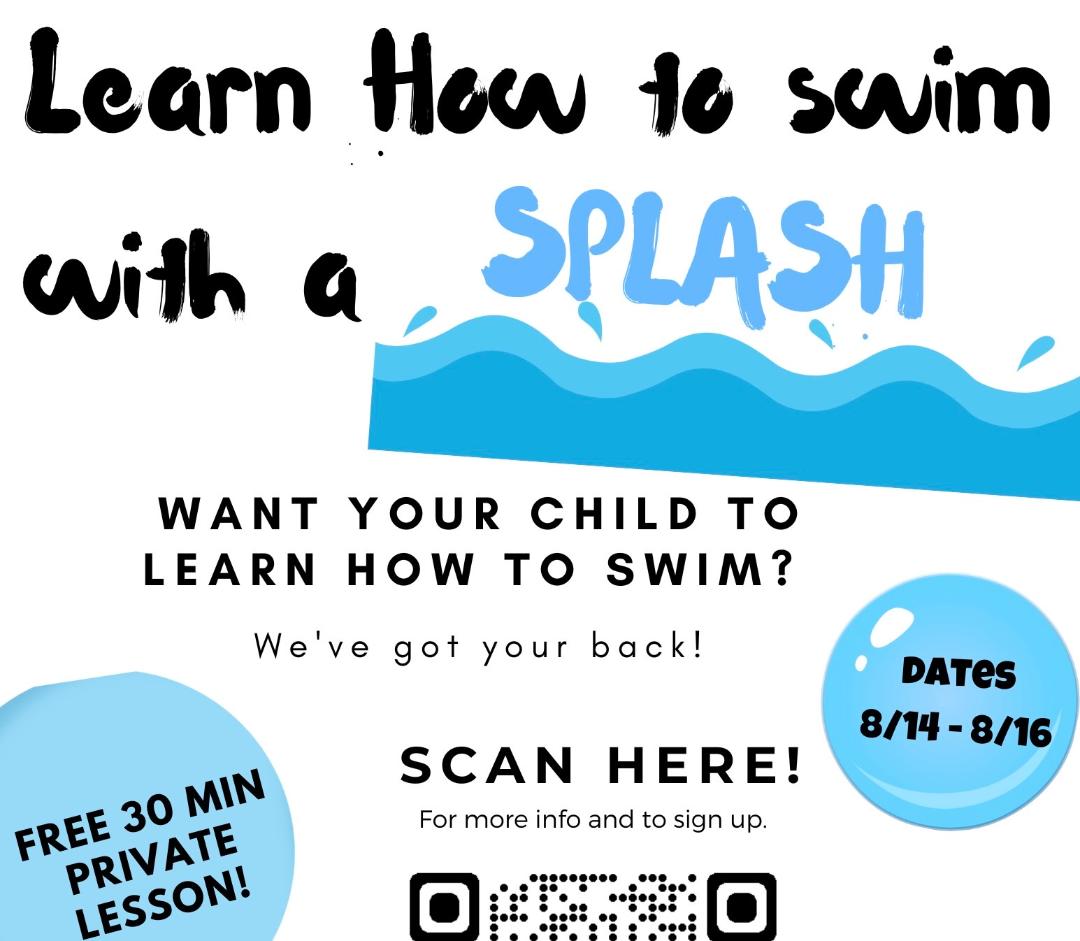 Learn How to swim
with a SPLASH
WANT YOUR CHILD TO
LEARN HOW TO SWIM?
We've got your back!
DATES
8/14 - 8/16
SCAN HERE!
For more info and to sign up.
FREE 30 MIN
PRIVATE
LESSON!